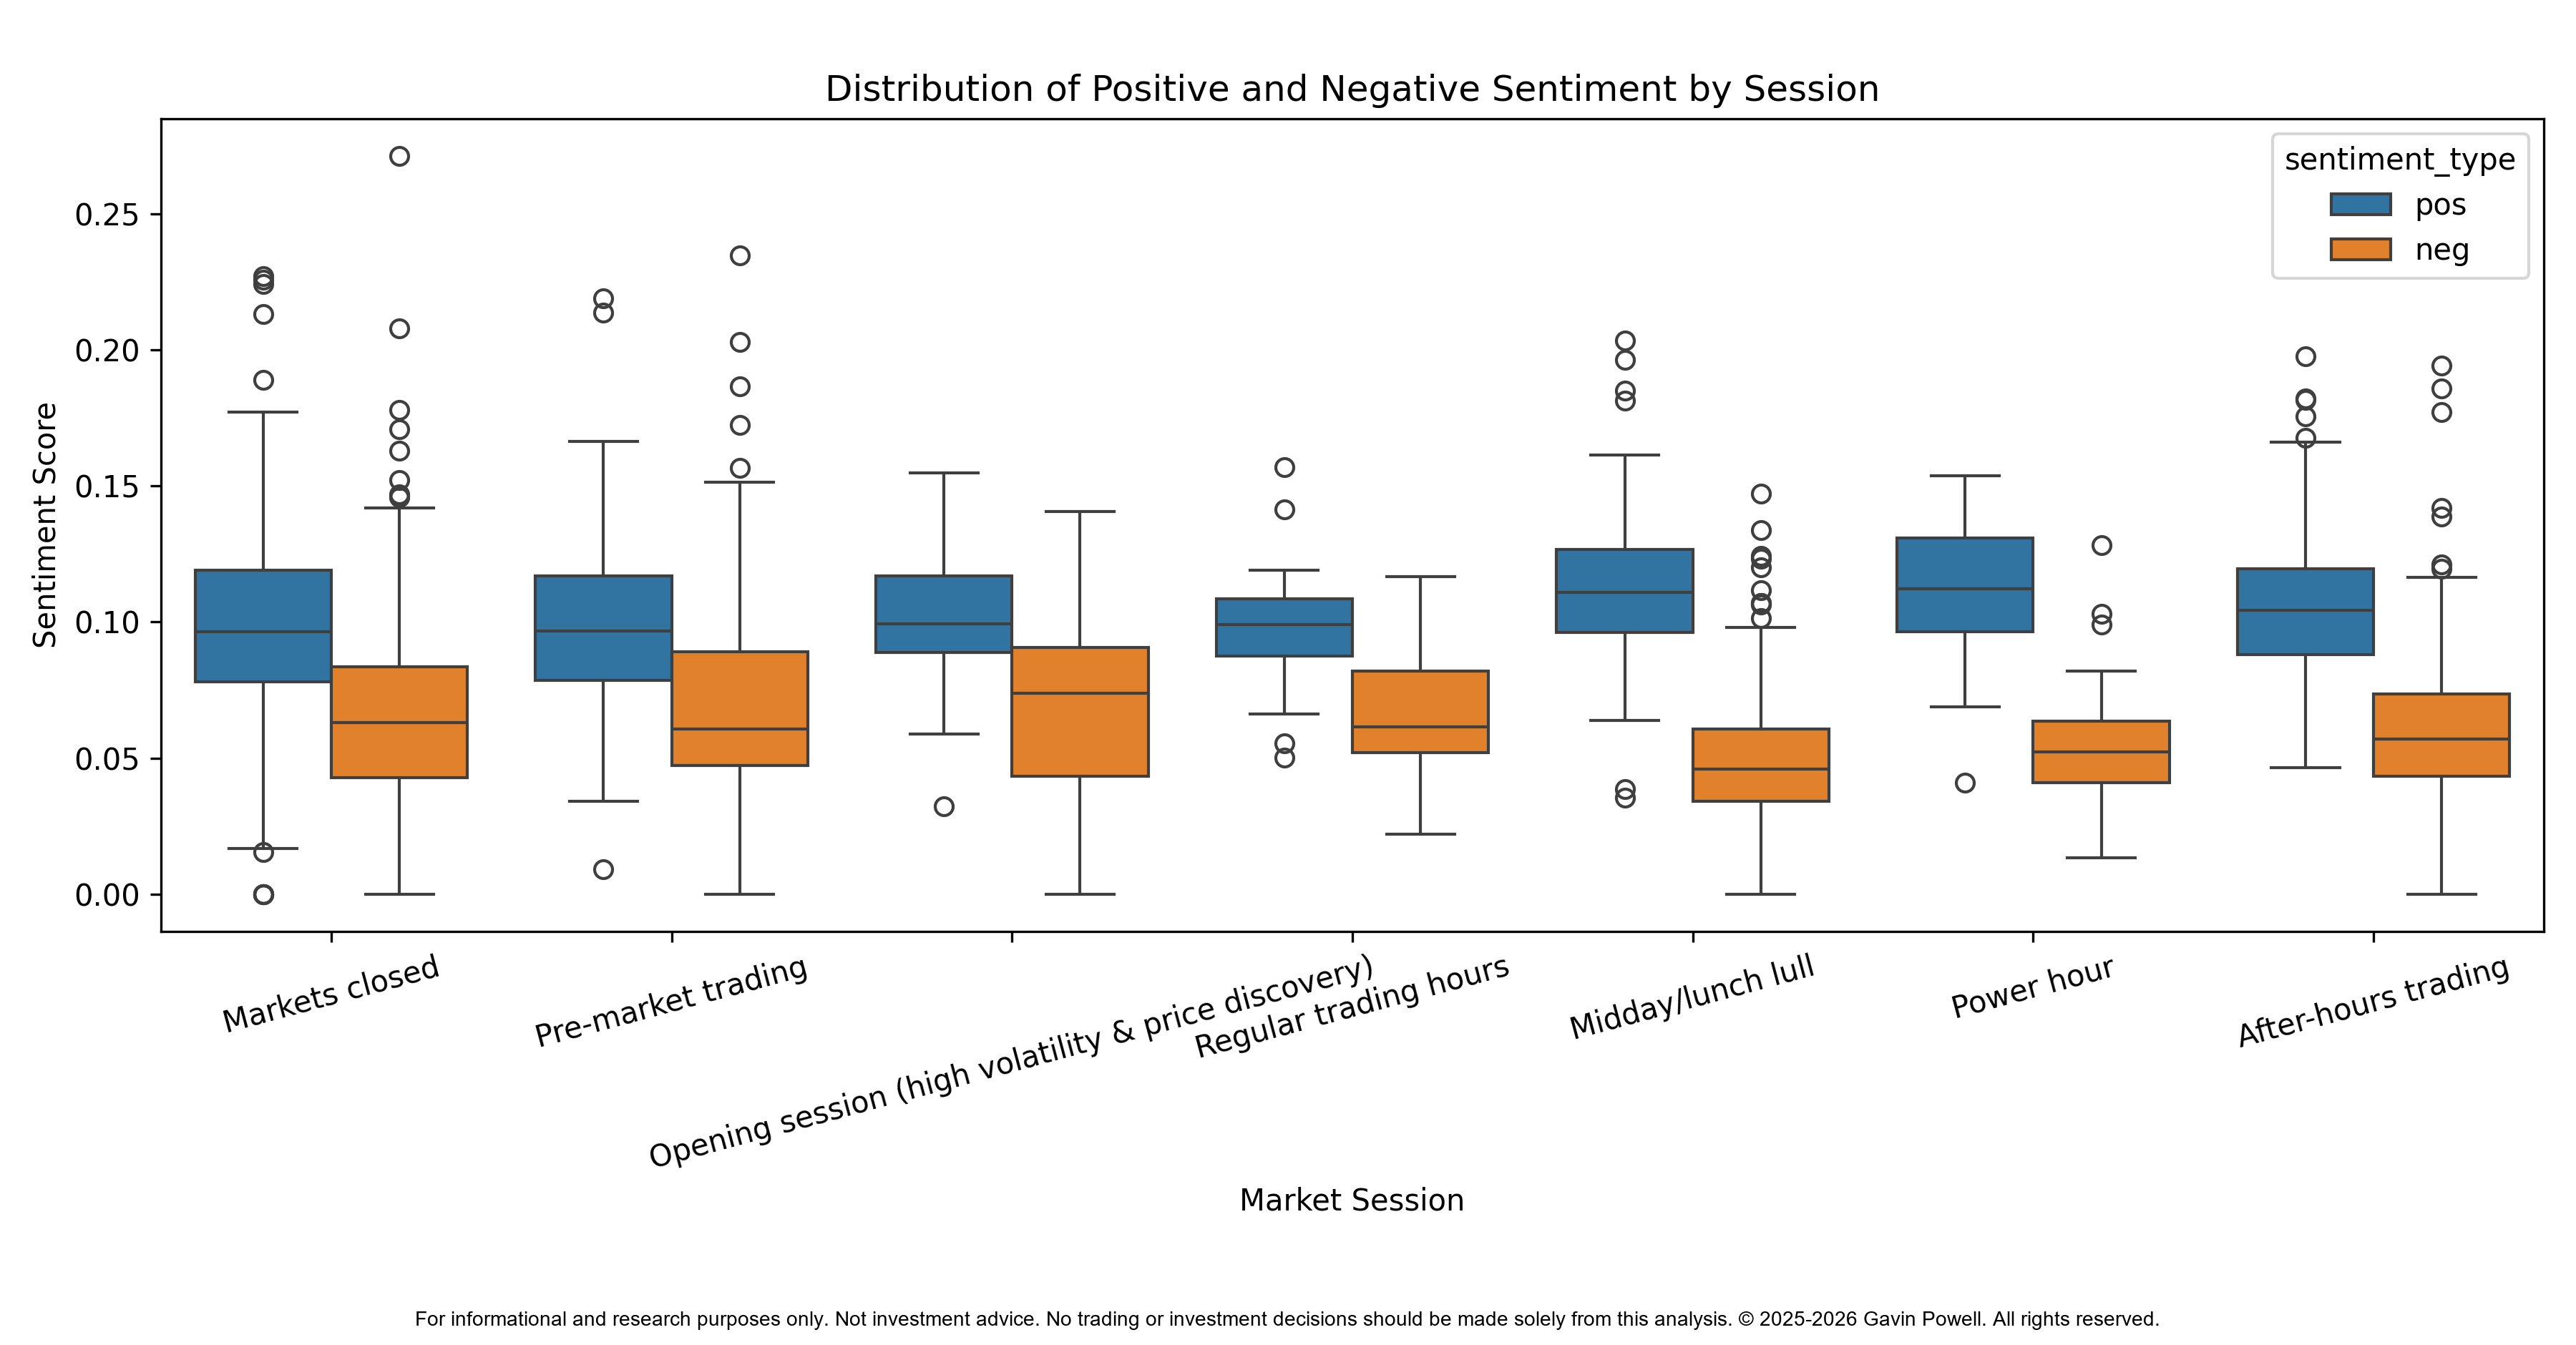 Distribution of Positive and Negative Sentiment by Session
sentiment_type
pos
neg
Sentiment Score
0.25
0.20
0.15
0.10
0.05
0.00
Markets closed
Pre-market trading
Opening session (high volatility & price discovery)
Regular trading hours
Midday/lunch lull
Power hour
After-hours trading
Market Session
For informational and research purposes only. Not investment advice. No trading or investment decisions should be made solely from this analysis. © 2025-2026 Gavin Powell. All rights reserved.